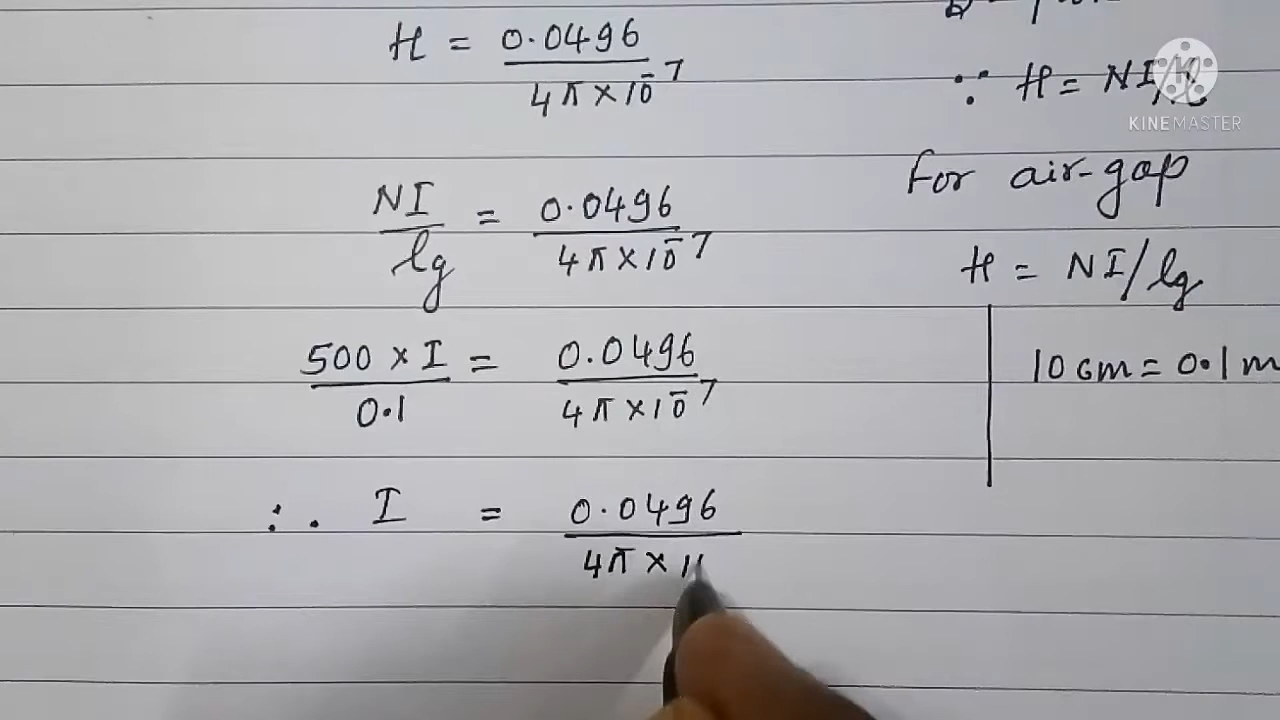 H = 0.0496 / 4π×10⁻⁷
∵ H = NI/
KINEMASTER
For air-gap
NI / lg = 0.0496 / 4π×10⁻⁷
H = NI/lg
500 × I / 0.1 = 0.0496 / 4π×10⁻⁷
10 cm = 0.1 m
∴ I = 0.0496 / 4π × 1